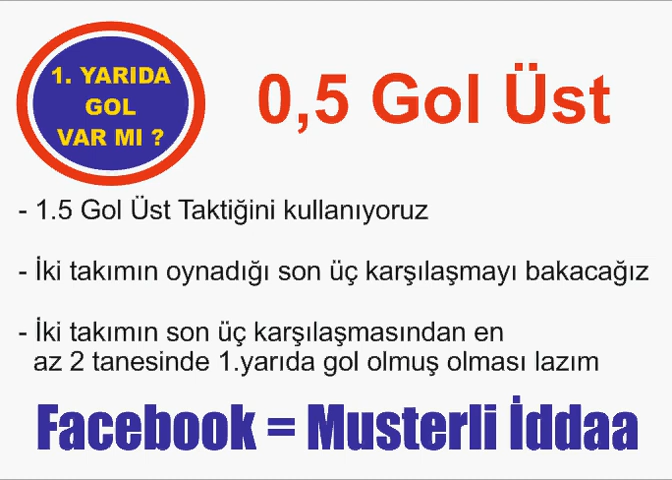 1. YARIDA
GOL
VAR MI ?
0,5 Gol Üst
- 1.5 Gol Üst Taktiğini kullanıyoruz
- İki takımın oynadığı son üç karşılaşmayı bakacağız
- İki takımın son üç karşılaşmasından en
az 2 tanesinde 1.yarıda gol olmuş olması lazım
Facebook = Musterli İddaa